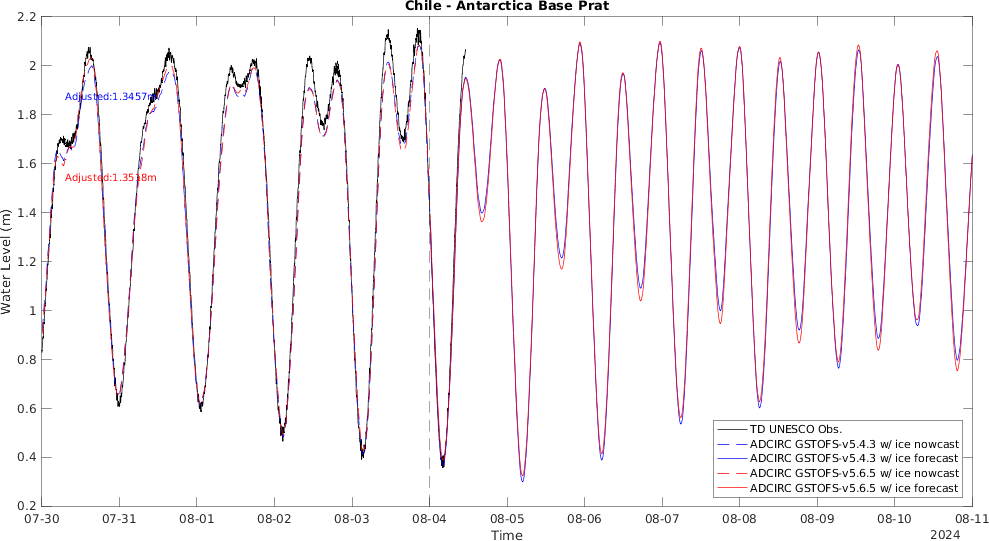 Chile - Antarctica Base Prat
2.2
2
1.8
1.6
1.4
1.2
1
0.8
0.6
0.4
0.2
Water Level (m)
Adjusted:1.3457m
Adjusted:1.3518m
TD UNESCO Obs.
ADCIRC GSTOFS-v5.4.3 w/ ice nowcast
ADCIRC GSTOFS-v5.4.3 w/ ice forecast
ADCIRC GSTOFS-v5.6.5 w/ ice nowcast
ADCIRC GSTOFS-v5.6.5 w/ ice forecast
07-30 07-31 08-01 08-02 08-03 08-04 08-05 08-06 08-07 08-08 08-09 08-10 08-11
Time
2024